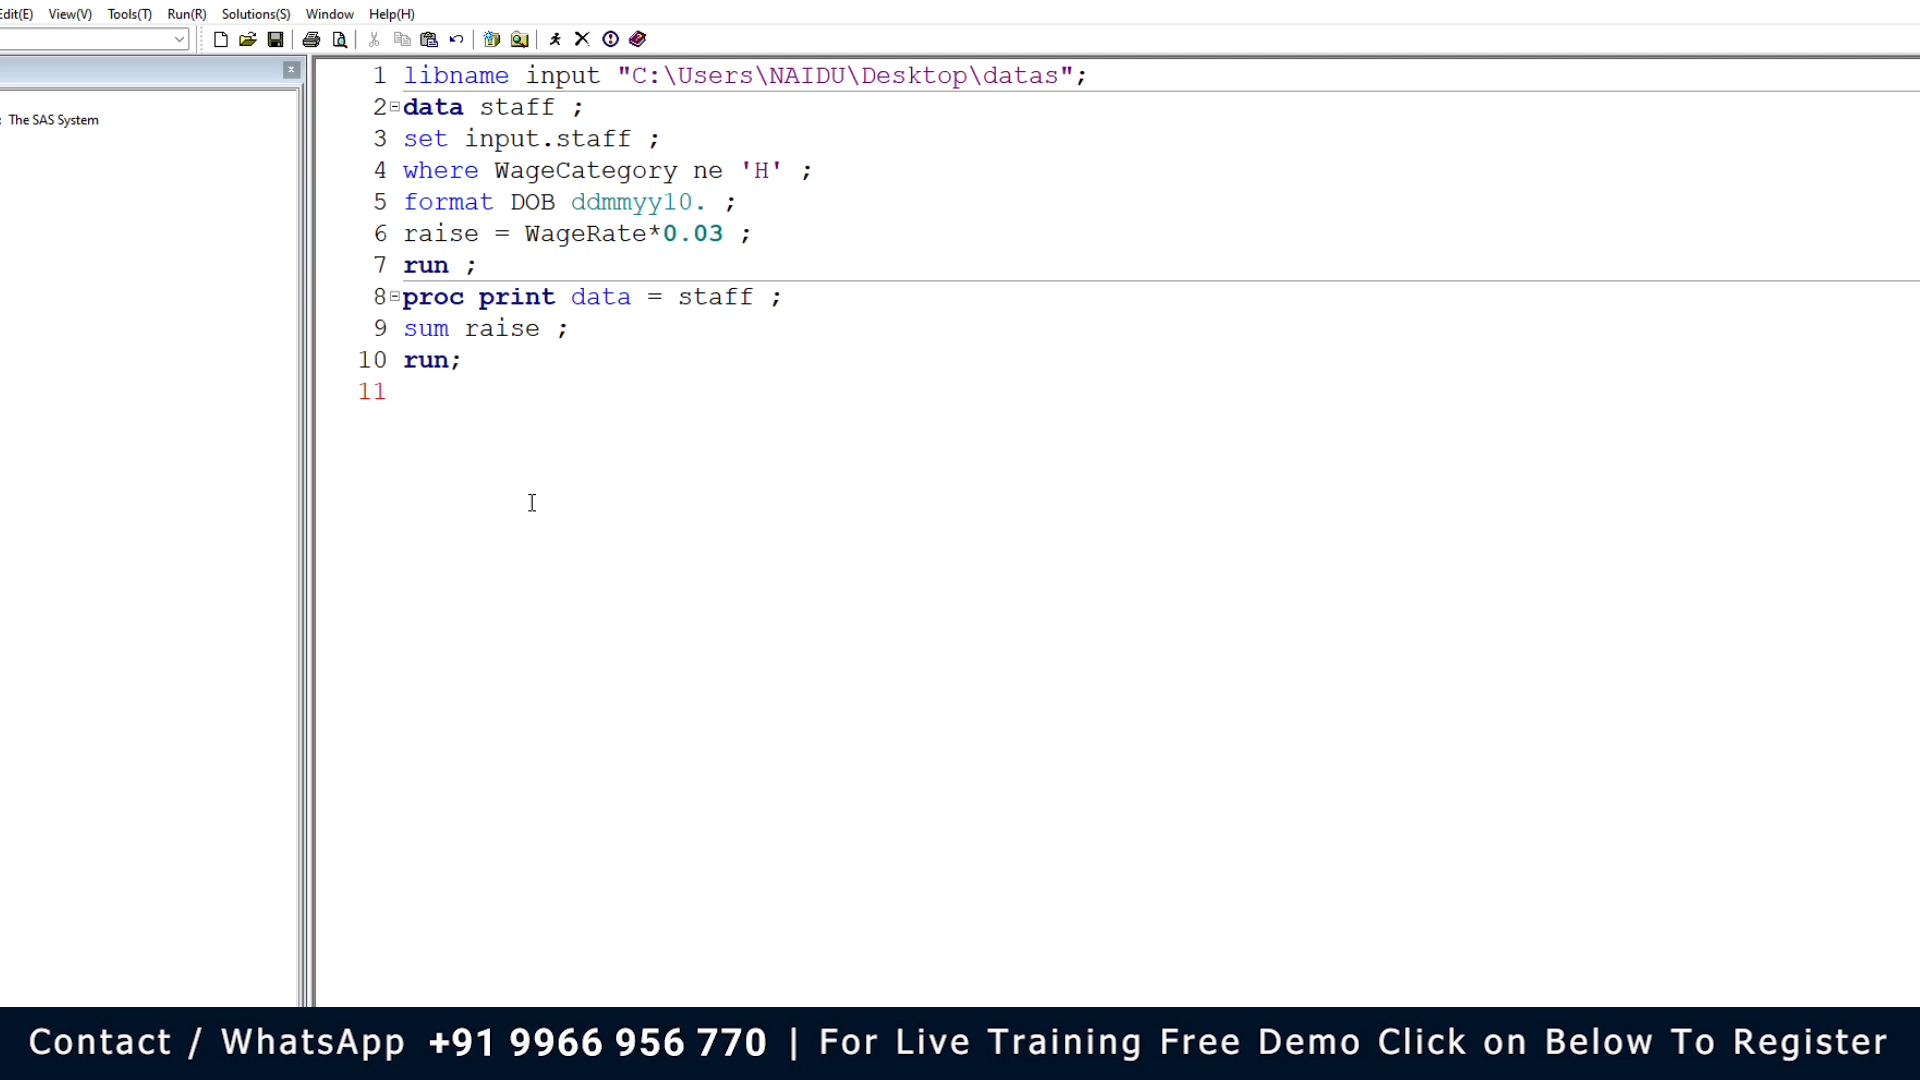 Edit(E) View(V) Tools(T) Run(R) Solutions(S) Window Help(H)
1 libname input "C:\Users\NAIDU\Desktop\datas";
2 data staff ;
: The SAS System
3 set input.staff ;
4 where WageCategory ne 'H' ;
5 format DOB ddmmyy10. ;
6 raise = WageRate*0.03 ;
7 run ;
8 proc print data = staff ;
9 sum raise ;
10 run;
11
Contact / WhatsApp +91 9966 956 770 | For Live Training Free Demo Click on Below To Register